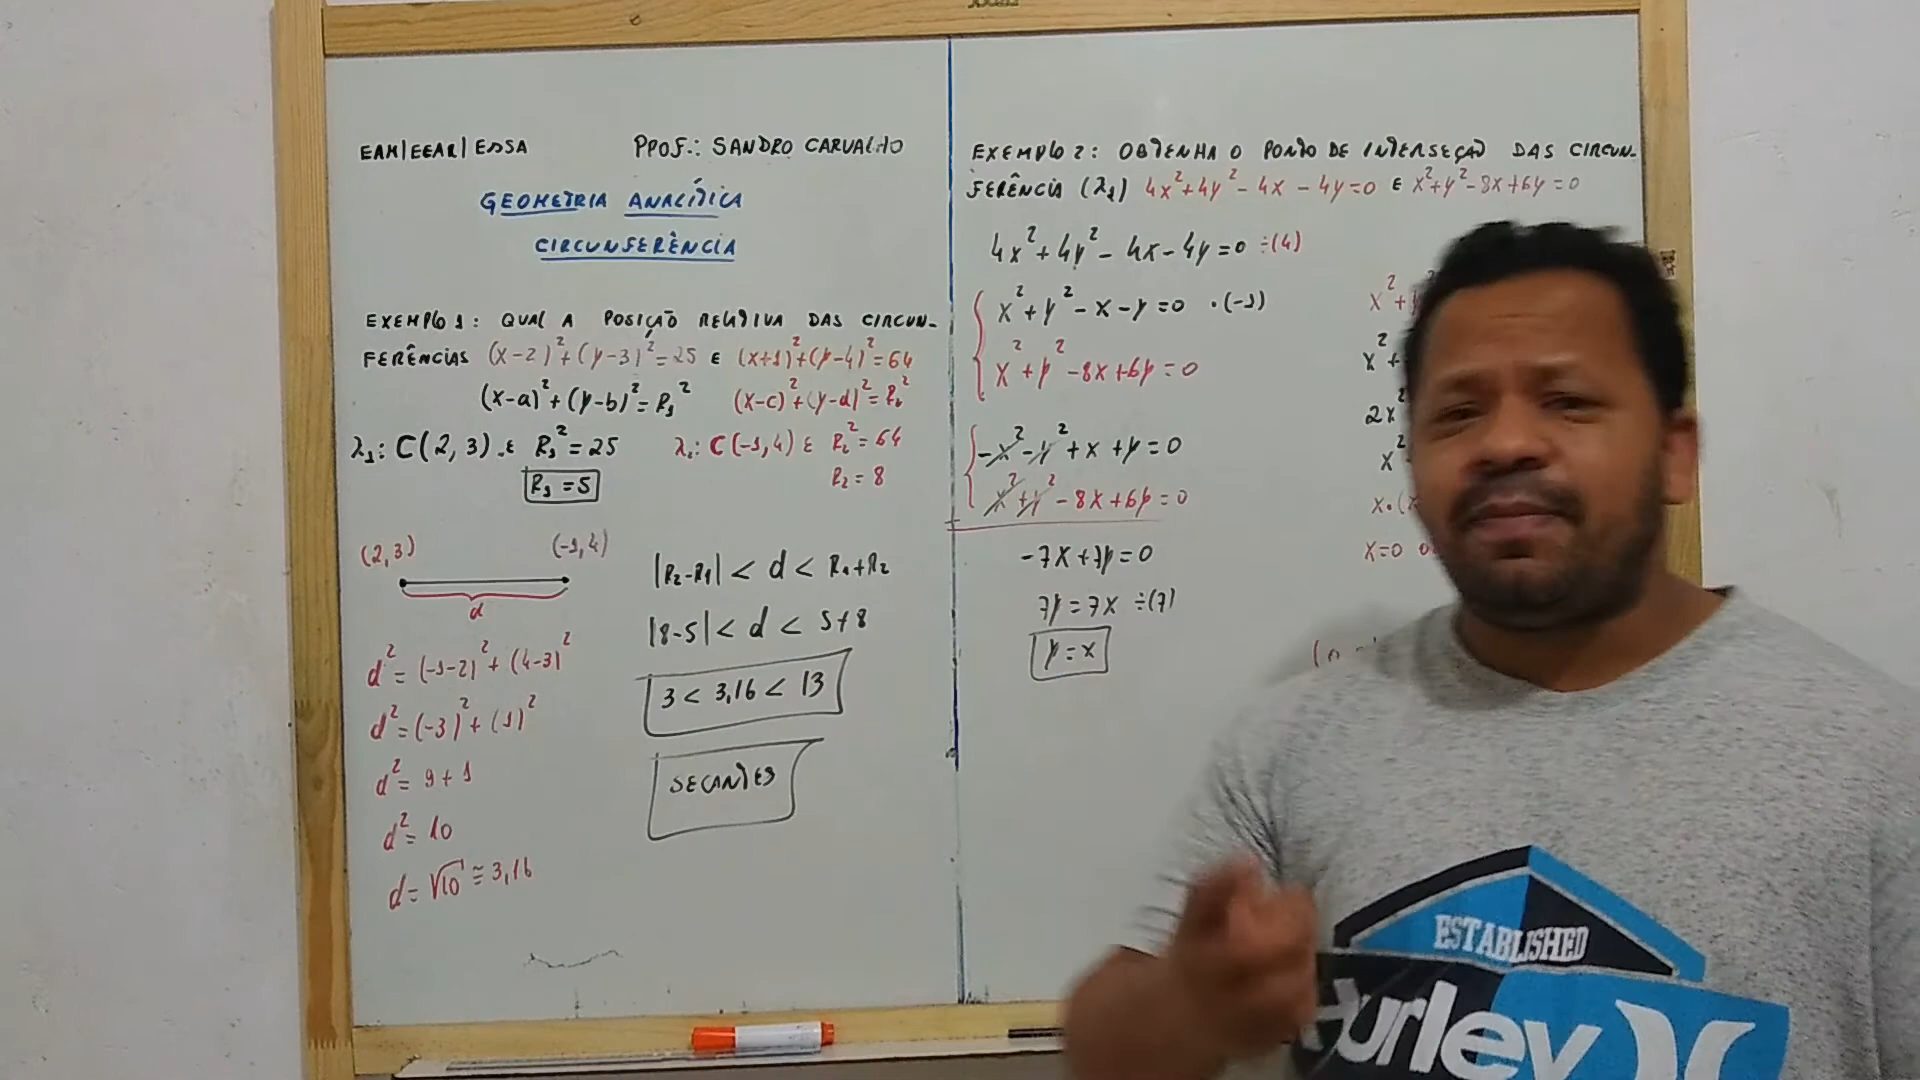 EAM|EEAR|ESSA PROF.: SANDRO CARVALHO
GEOMETRIA ANALÍTICA
CIRCUNFERÊNCIA
EXEMPLO 1: QUAL A POSIÇÃO RELATIVA DAS CIRCUN-
FERÊNCIAS (x-2)²+(y-3)²=25 E (x+1)²+(y-4)²=64
(x-a)²+(y-b)²=R₁² (x-c)²+(y-d)²=R₂²
λ₁: C(2,3) E R₁²=25 λ₂: C(-1,4) E R₂²=64
R₁=5 R₂=8
(2,3) (-1,4)
d
d²=(-1-2)²+(4-3)²
d²=(-3)²+(1)²
d²=9+1
d²=10
d=√10≅3,16
|R₂-R₁|<d<R₁+R₂
|8-5|<d<5+8
3<3,16<13
SECANTES
EXEMPLO 2: OBTENHA O PONTO DE INTERSEÇÃO DAS CIRCUN-
FERÊNCIA (λ₁) 4x²+4y²-4x-4y=0 E x²+y²-8x+6y=0
4x²+4y²-4x-4y=0 ÷(4)
x²+y²-x-y=0 ·(-1)
x²+y²-8x+6y=0
-x²-y²+x+y=0
x²+y²-8x+6y=0
-7x+7y=0
7y=7x ÷(7)
y=x
x²+
x²+
2x²
x²
x·(
x=0
ESTABLISHED
Hurley